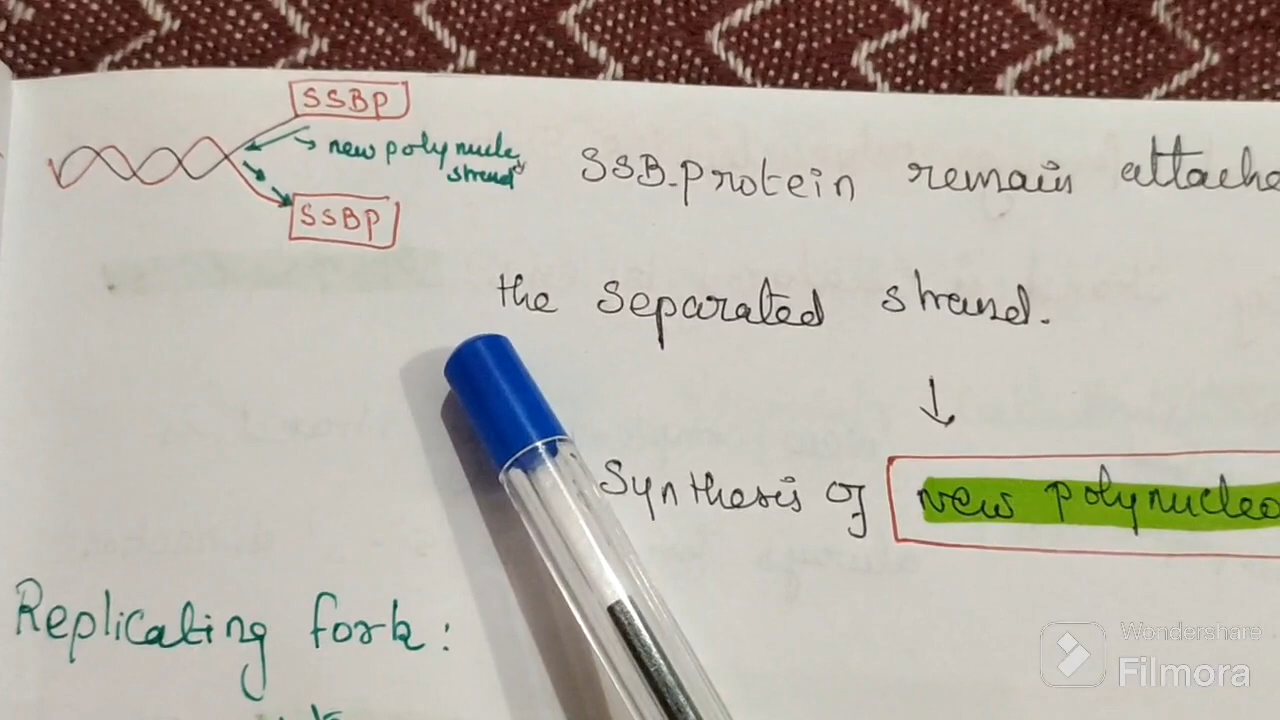 SSBP
→ new polynucle
strand
SSBP
SSB-protein remain attache
the separated strand.
↓
Synthesis of new polynucleo
Replicating fork:
Wondershare
Filmora